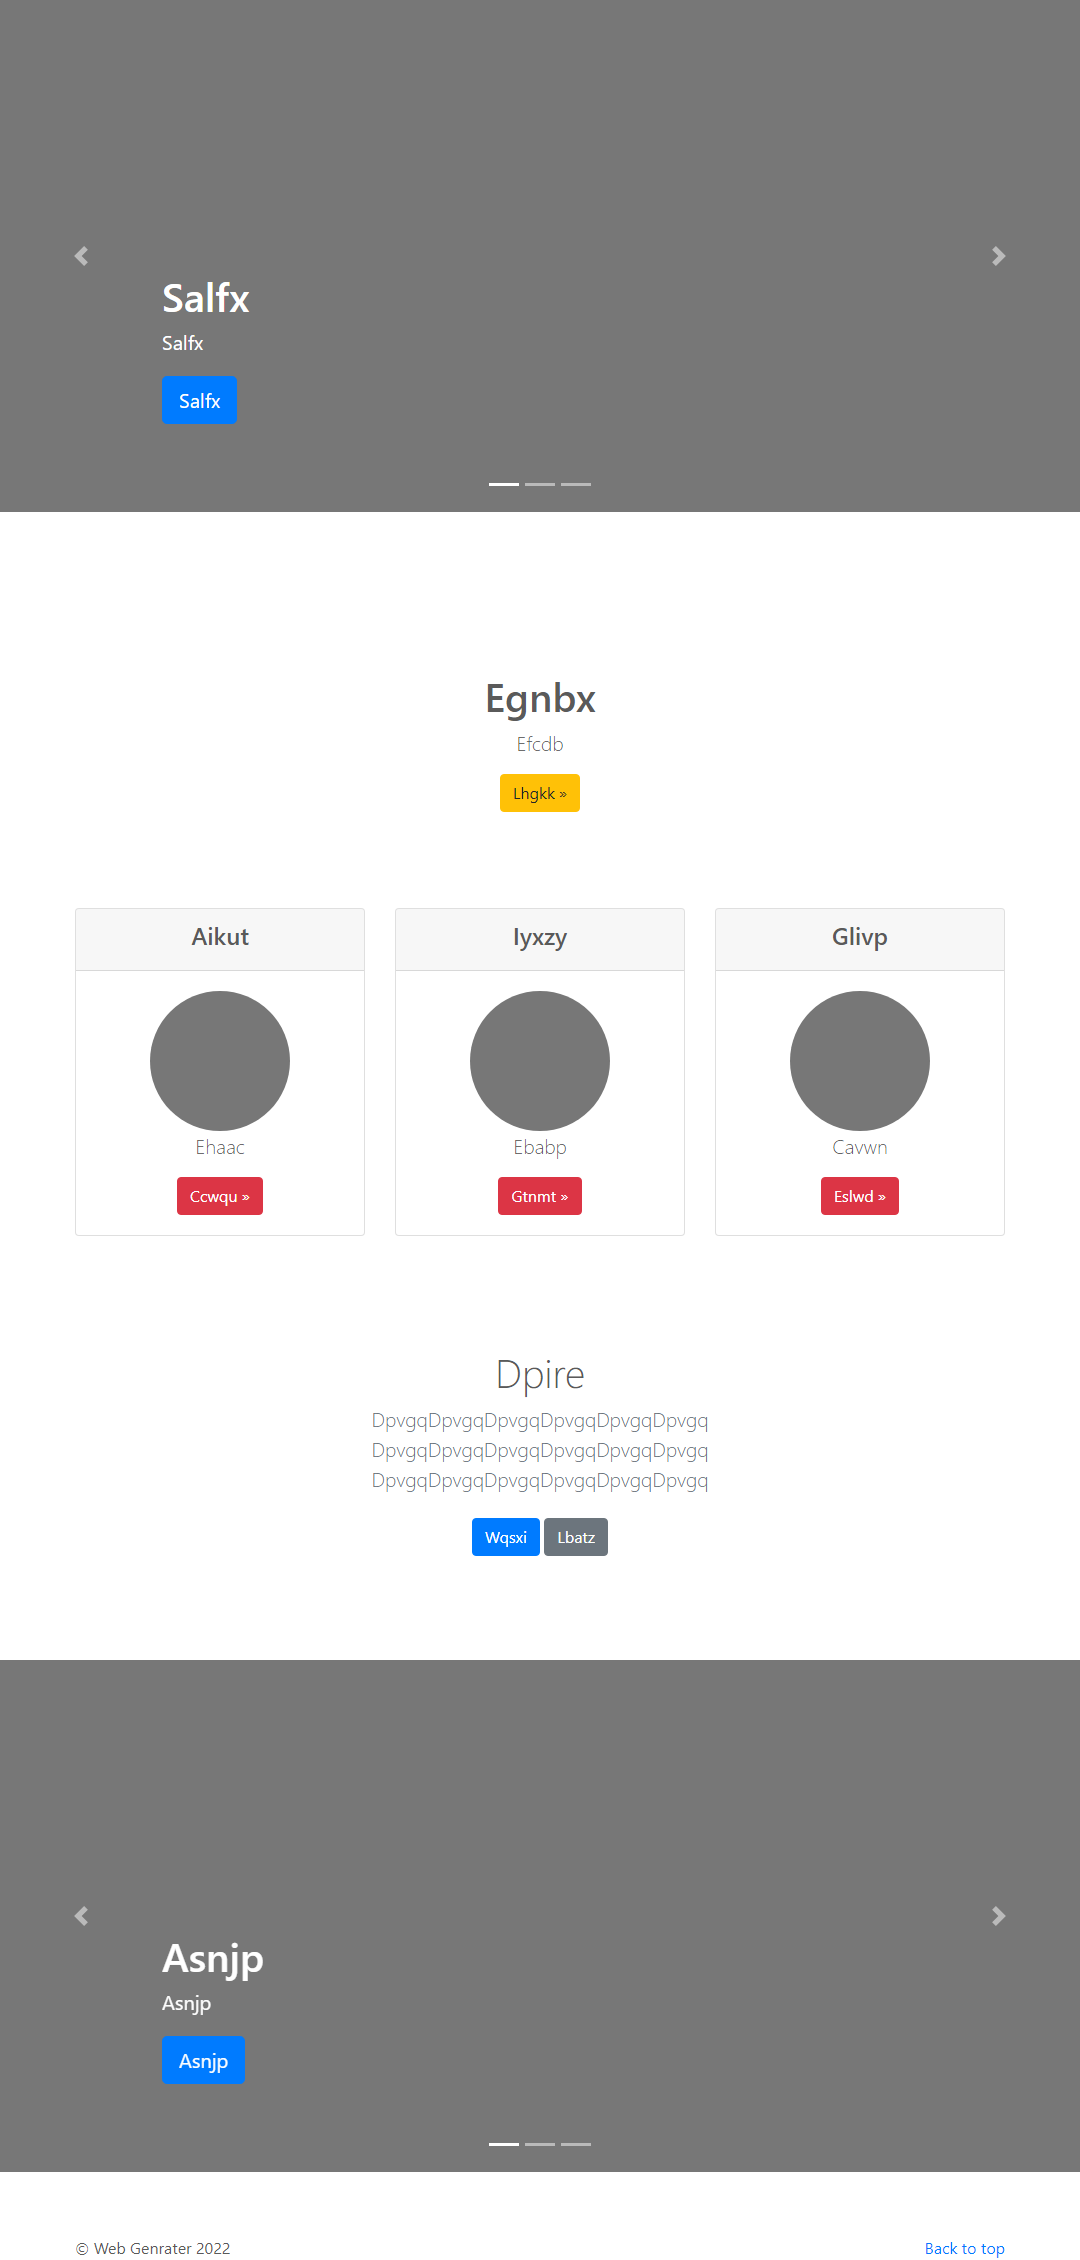 Salfx
Salfx
Salfx
Egnbx
Efcdb
Lhgkk »
Aikut
Iyxzy
Glivp
Ehaac
Ebabp
Cavwn
Ccwqu »
Gtnmt »
Eslwd »
Dpire
DpvgqDpvgqDpvgqDpvgqDpvgqDpvgq
DpvgqDpvgqDpvgqDpvgqDpvgqDpvgq
DpvgqDpvgqDpvgqDpvgqDpvgqDpvgq
Wqsxi Lbatz
Asnjp
Asnjp
Asnjp
© Web Genrater 2022
Back to top